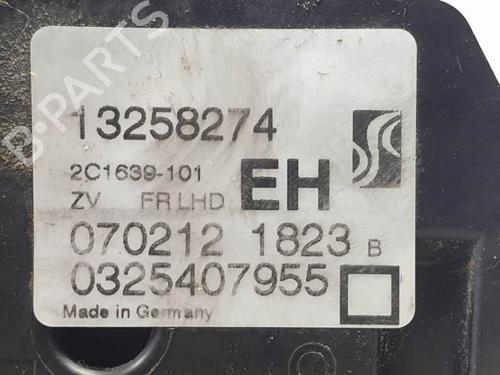 B-PARTS
13258274
2C1639-101
ZV FR LHD EH
070212 1823 B
0325407955
Made in Germany